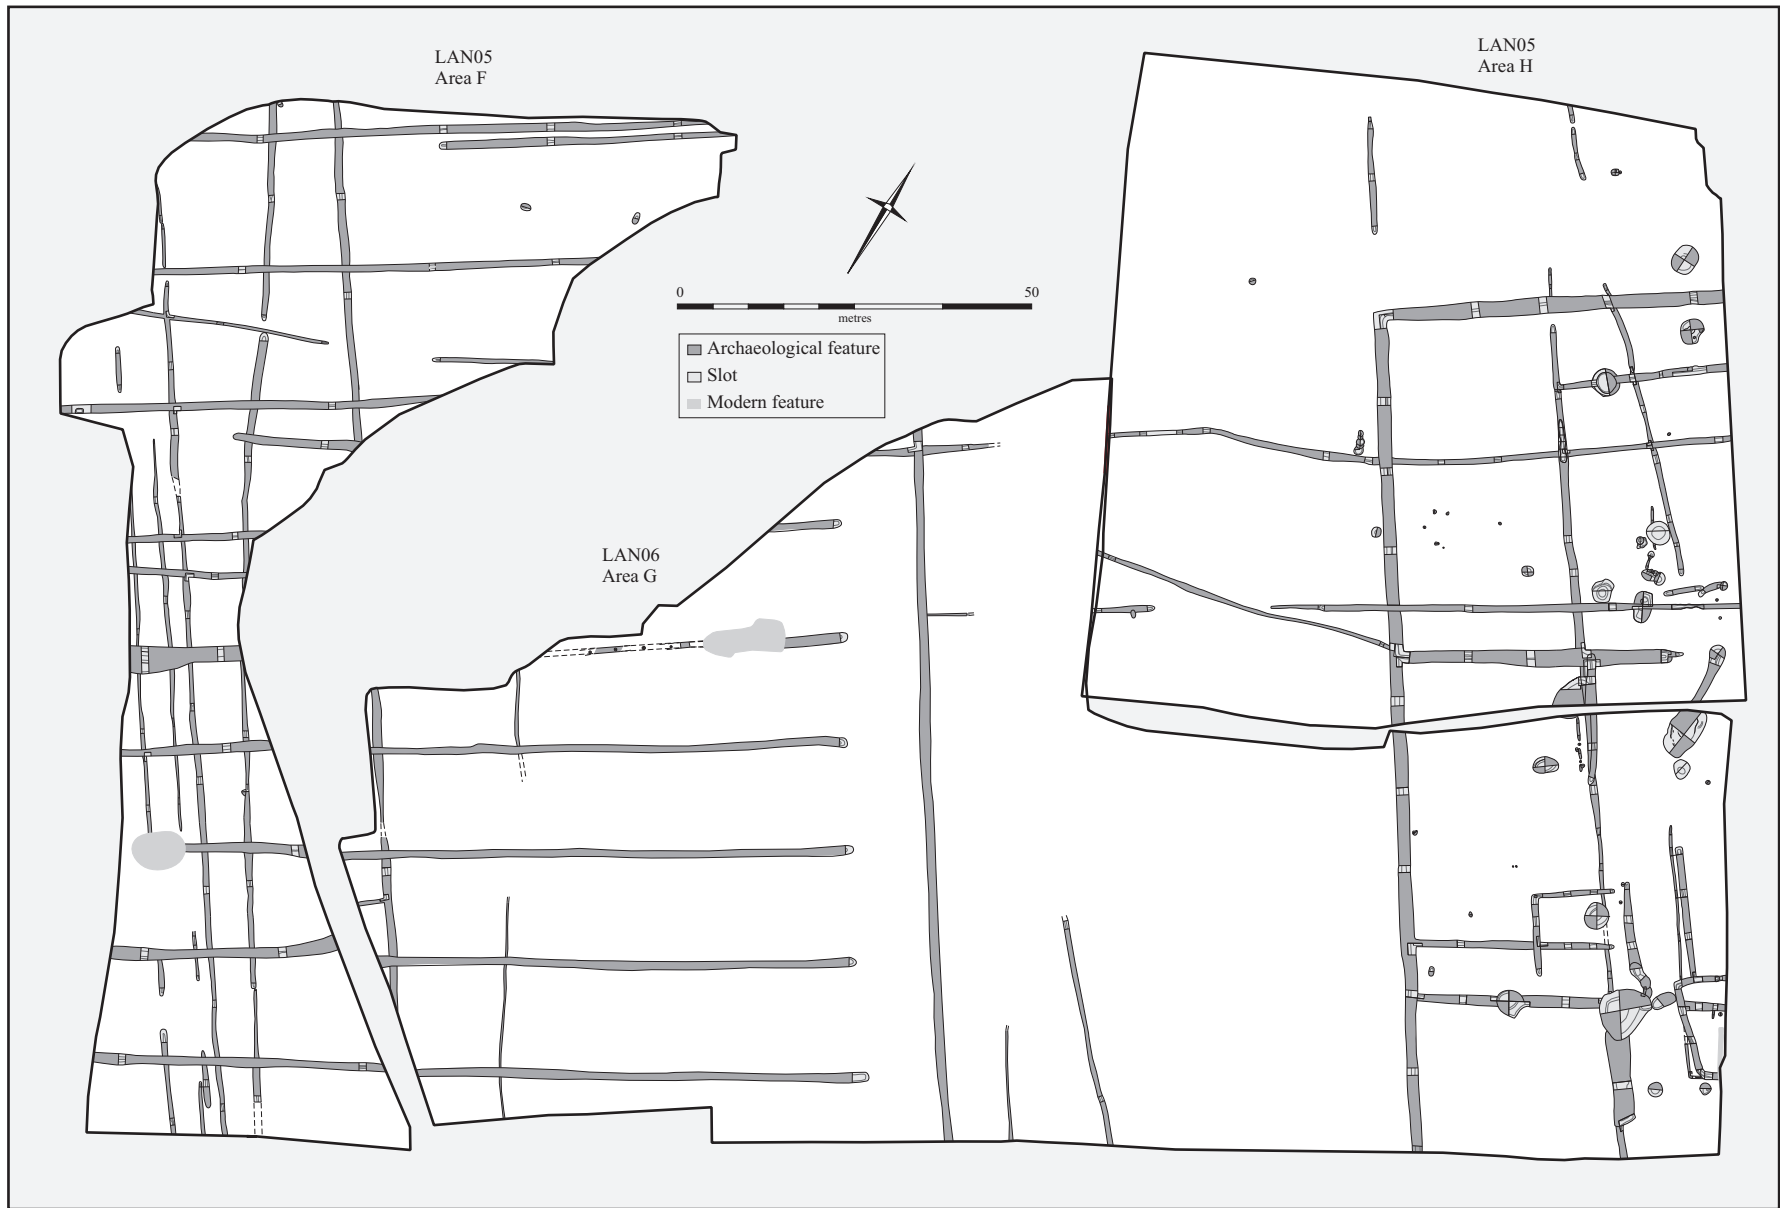 LAN05
Area F
LAN05
Area H
0 50
metres
Archaeological feature
Slot
Modern feature
LAN06
Area G